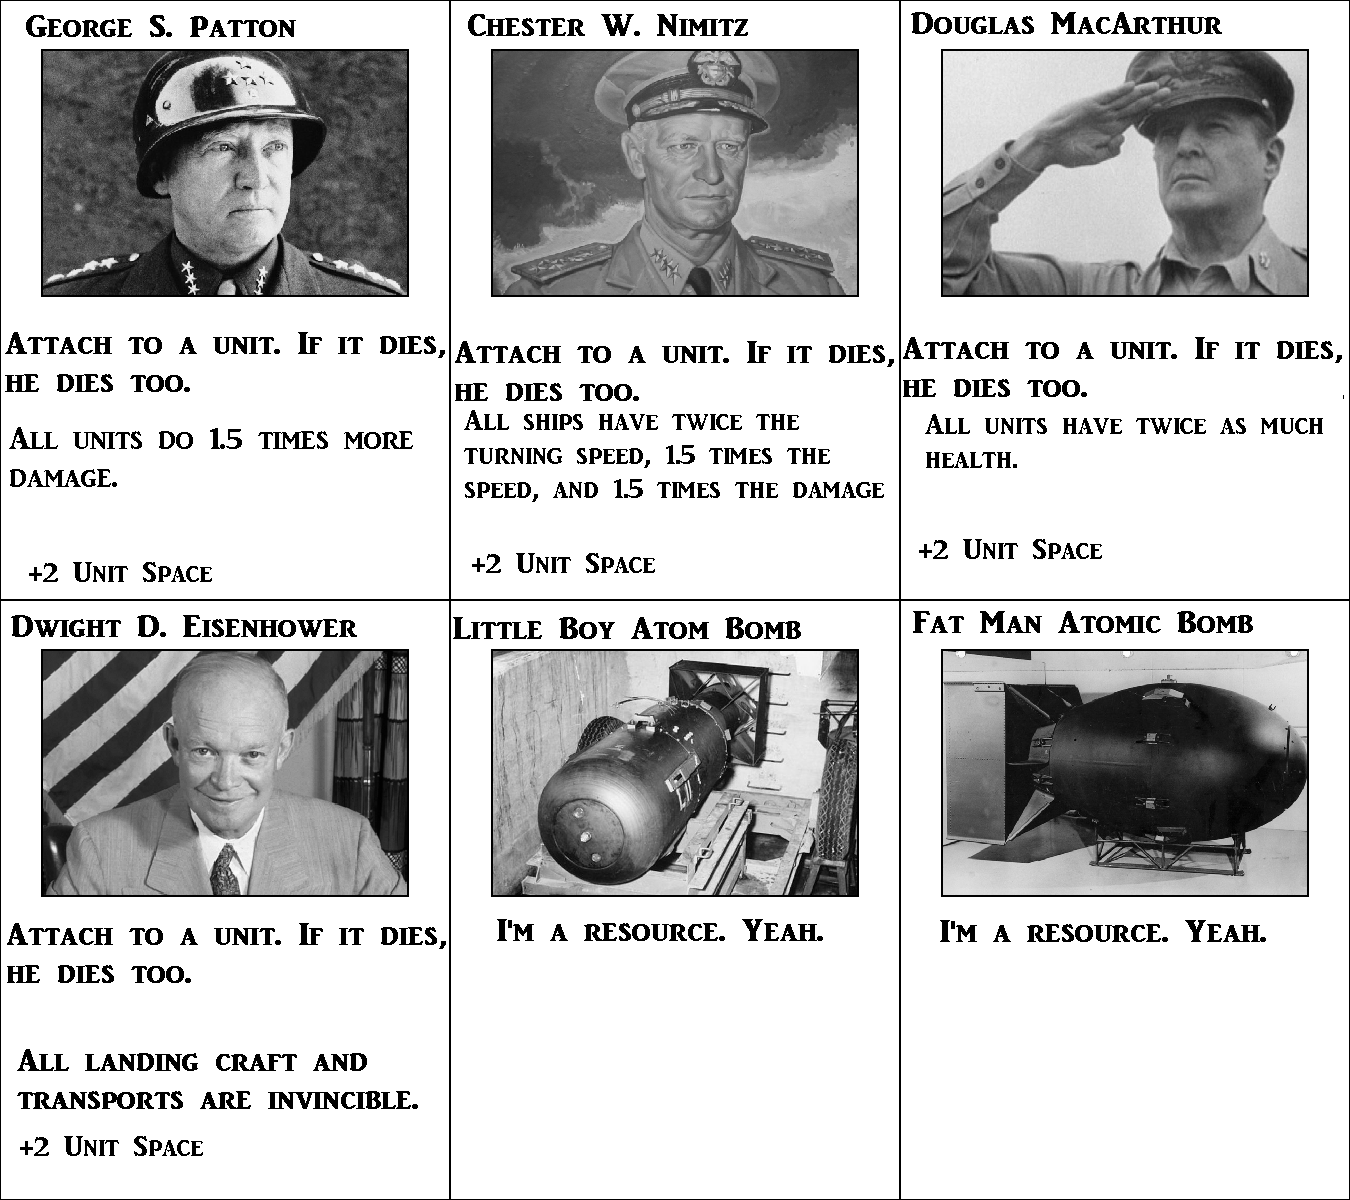 George S. Patton
Attach to a unit. If it dies,
he dies too.
All units do 1.5 times more
damage.
+2 Unit Space
Chester W. Nimitz
Attach to a unit. If it dies,
he dies too.
All ships have twice the
turning speed, 1.5 times the
speed, and 1.5 times the damage
+2 Unit Space
Douglas MacArthur
Attach to a unit. If it dies,
he dies too.
All units have twice as much
health.
+2 Unit Space
Dwight D. Eisenhower
Attach to a unit. If it dies,
he dies too.
All landing craft and
transports are invincible.
+2 Unit Space
Little Boy Atom Bomb
I'm a resource. Yeah.
Fat Man Atomic Bomb
I'm a resource. Yeah.